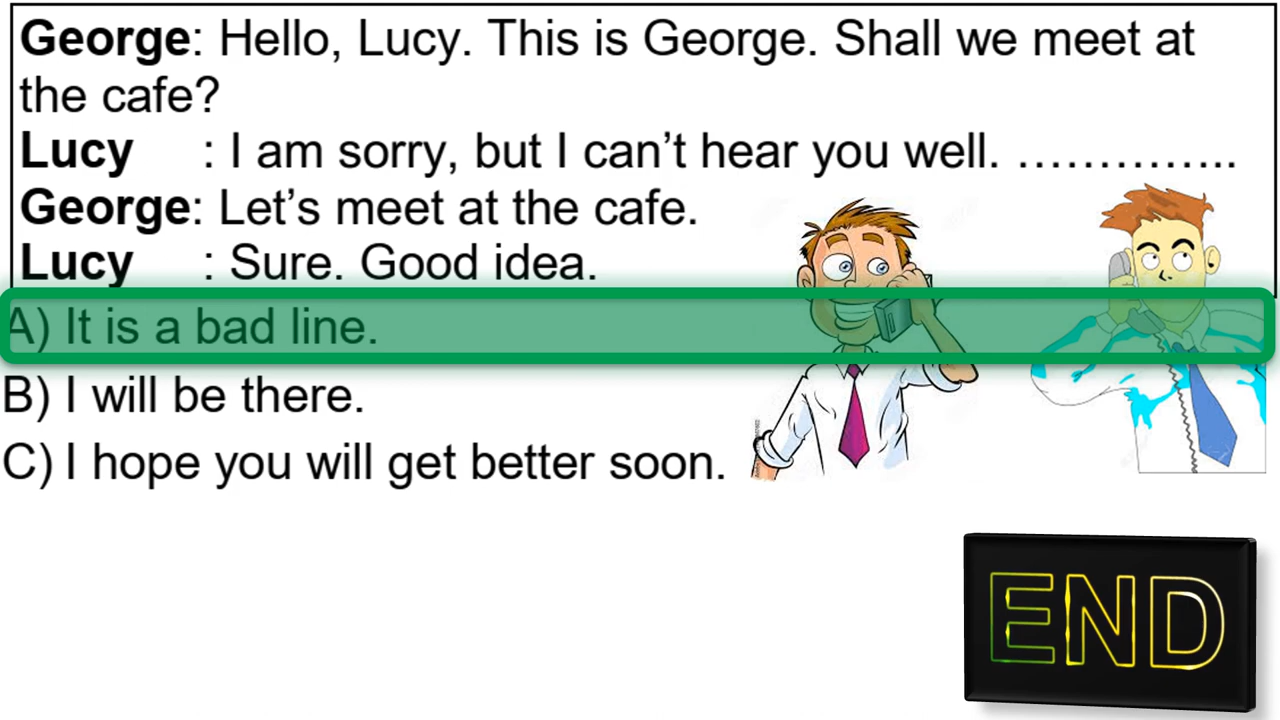 George: Hello, Lucy. This is George. Shall we meet at
the cafe?
Lucy : I am sorry, but I can’t hear you well. …………..
George: Let’s meet at the cafe.
Lucy : Sure. Good idea.
A) It is a bad line.
B) I will be there.
C) I hope you will get better soon.
END